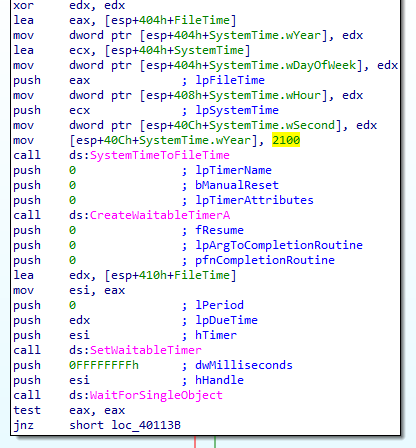 xor edx, edx
lea eax, [esp+404h+FileTime]
mov dword ptr [esp+404h+SystemTime.wYear], edx
lea ecx, [esp+404h+SystemTime]
mov dword ptr [esp+404h+SystemTime.wDayOfWeek], edx
push eax ; lpFileTime
mov dword ptr [esp+408h+SystemTime.wHour], edx
push ecx ; lpSystemTime
mov dword ptr [esp+40Ch+SystemTime.wSecond], edx
mov [esp+40Ch+SystemTime.wYear], 2100
call ds:SystemTimeToFileTime
push 0 ; lpTimerName
push 0 ; bManualReset
push 0 ; lpTimerAttributes
call ds:CreateWaitableTimerA
push 0 ; fResume
push 0 ; lpArgToCompletionRoutine
push 0 ; pfnCompletionRoutine
lea edx, [esp+410h+FileTime]
mov esi, eax
push 0 ; lPeriod
push edx ; lpDueTime
push esi ; hTimer
call ds:SetWaitableTimer
push 0FFFFFFFFh ; dwMilliseconds
push esi ; hHandle
call ds:WaitForSingleObject
test eax, eax
jnz short loc_40113B